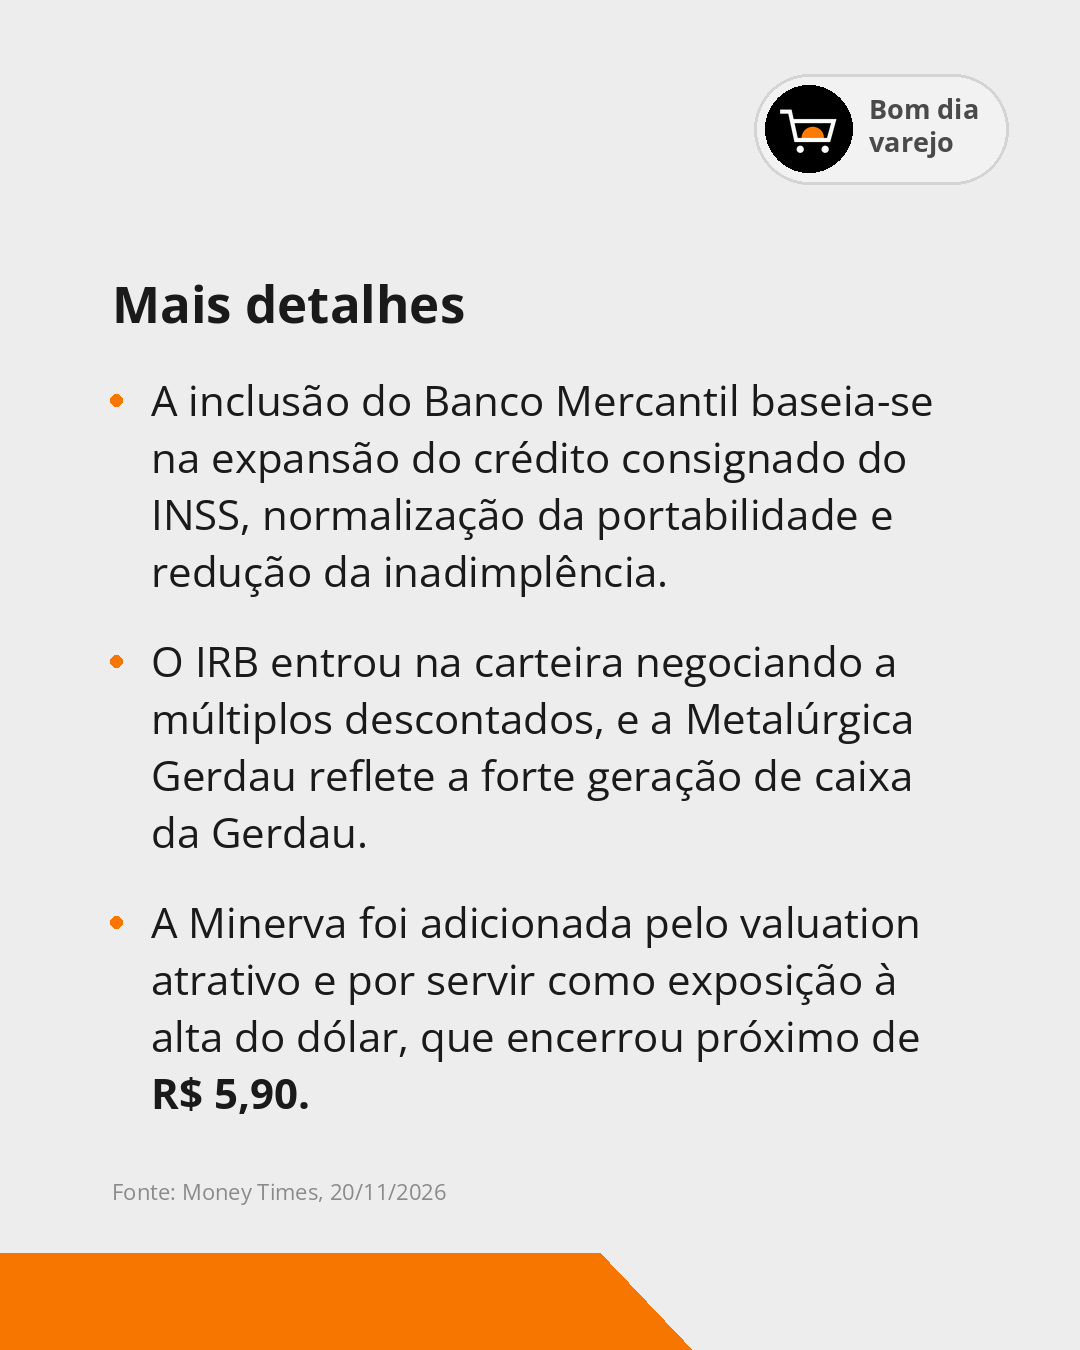 Bom dia
varejo
Mais detalhes
A inclusão do Banco Mercantil baseia-se
na expansão do crédito consignado do
INSS, normalização da portabilidade e
redução da inadimplência.
O IRB entrou na carteira negociando a
múltiplos descontados, e a Metalúrgica
Gerdau reflete a forte geração de caixa
da Gerdau.
A Minerva foi adicionada pelo valuation
atrativo e por servir como exposição à
alta do dólar, que encerrou próximo de
R$ 5,90.
Fonte: Money Times, 20/11/2026